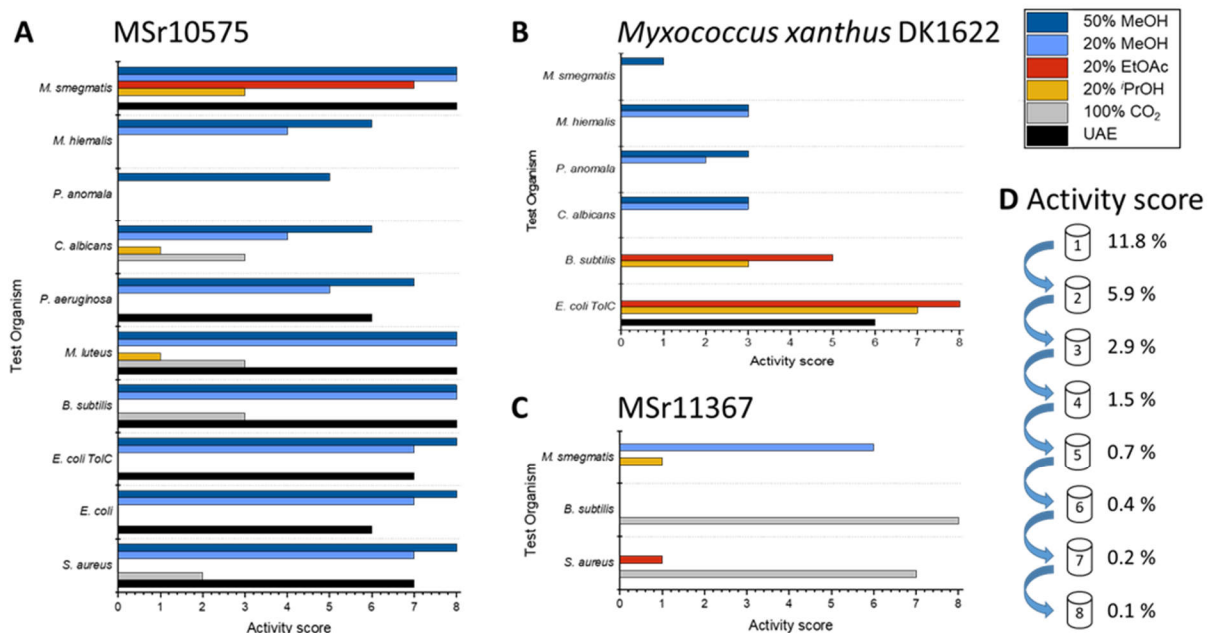 A MSr10575
Test Organism
M. smegmatis
M. hiemalis
P. anomala
C. albicans
P. aeruginosa
M. luteus
B. subtilis
E. coli TolC
E. coli
S. aureus
0 1 2 3 4 5 6 7 8
Activity score
B Myxococcus xanthus DK1622
Test Organism
M. smegmatis
M. hiemalis
P. anomala
C. albicans
B. subtilis
E. coli TolC
0 1 2 3 4 5 6 7 8
Activity score
C MSr11367
Test Organism
M. smegmatis
B. subtilis
S. aureus
0 1 2 3 4 5 6 7 8
Activity score
50% MeOH
20% MeOH
20% EtOAc
20% ⁱPrOH
100% CO₂
UAE
D Activity score
1 11.8 %
2 5.9 %
3 2.9 %
4 1.5 %
5 0.7 %
6 0.4 %
7 0.2 %
8 0.1 %